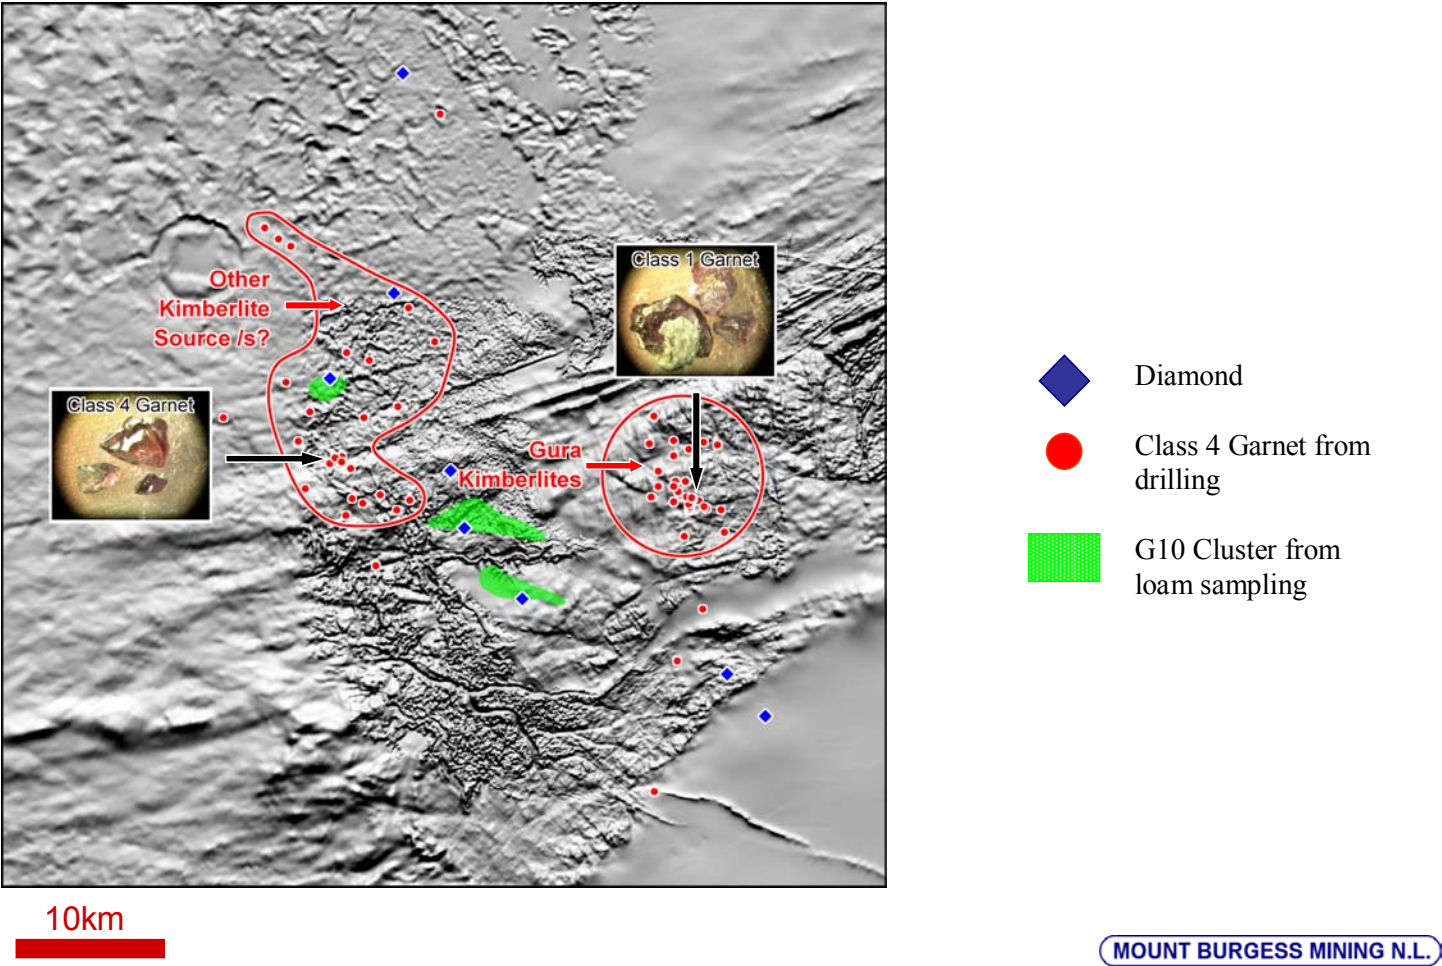 Other
Kimberlite
Source /s?
Class 1 Garnet
Class 4 Garnet
Gura
Kimberlites
Diamond
Class 4 Garnet from
drilling
G10 Cluster from
loam sampling
10km
MOUNT BURGESS MINING N.L.